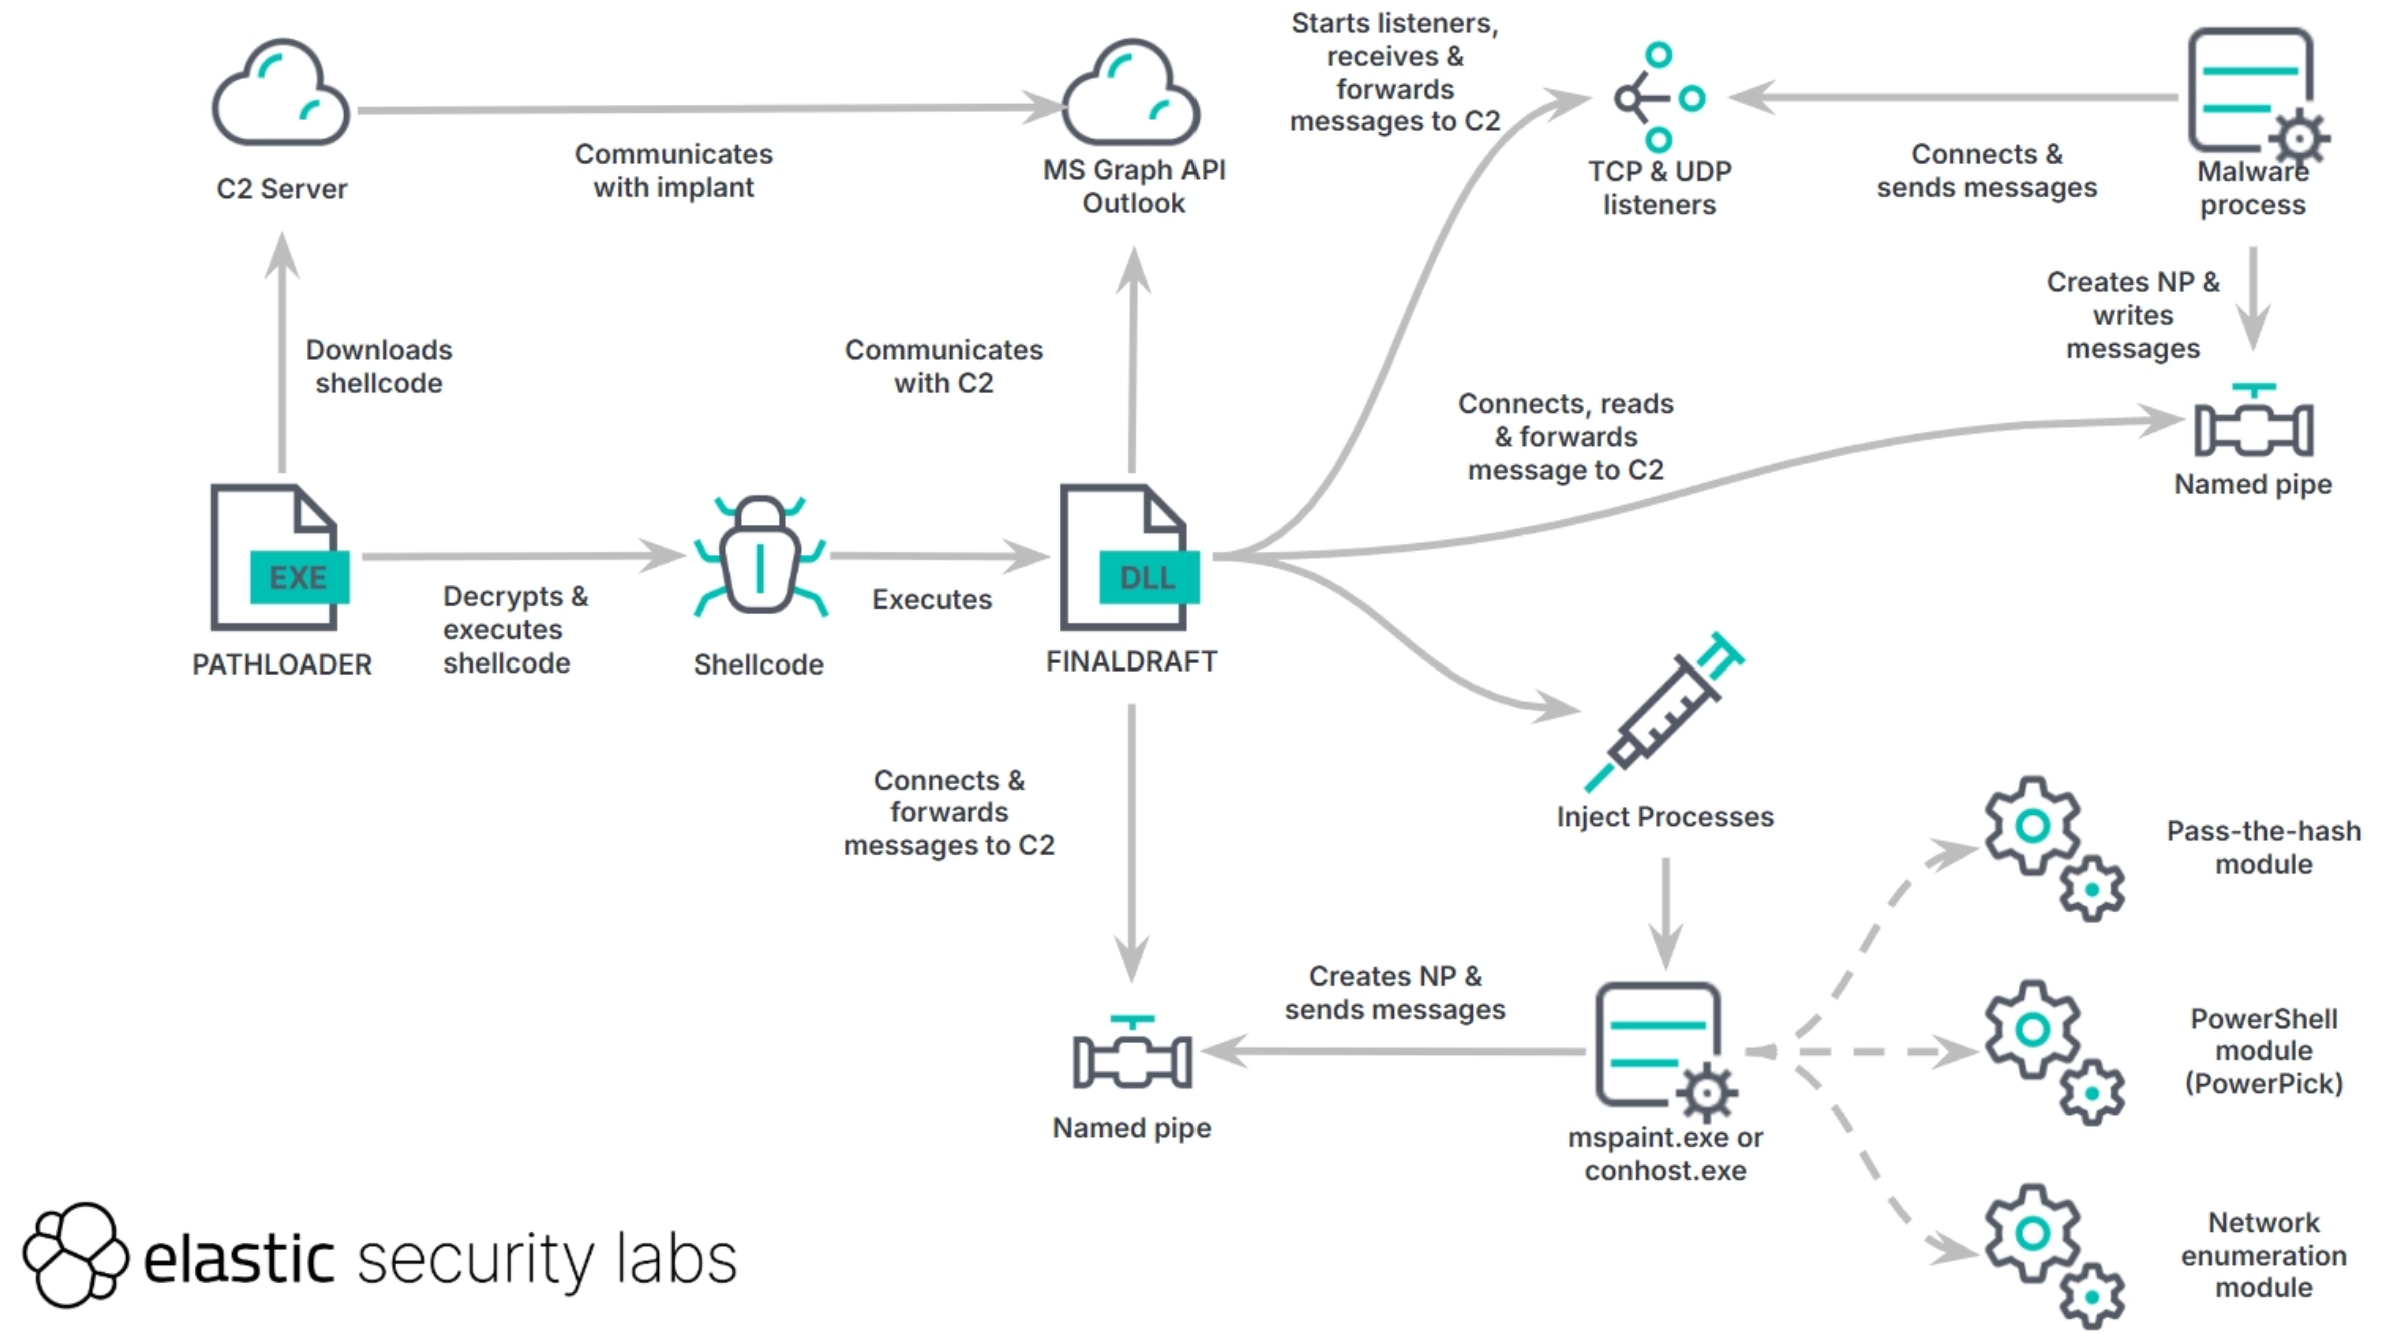 Starts listeners,
receives &
forwards
messages to C2
C2 Server
Communicates
with implant
MS Graph API
Outlook
TCP & UDP
listeners
Connects &
sends messages
Malware
process
Downloads
shellcode
Communicates
with C2
Creates NP &
writes
messages
Connects, reads
& forwards
message to C2
Named pipe
EXE
PATHLOADER
Decrypts &
executes
shellcode
Shellcode
Executes
DLL
FINALDRAFT
Inject Processes
Connects &
forwards
messages to C2
Pass-the-hash
module
Creates NP &
sends messages
Named pipe
mspaint.exe or
conhost.exe
PowerShell
module
(PowerPick)
Network
enumeration
module
elastic security labs